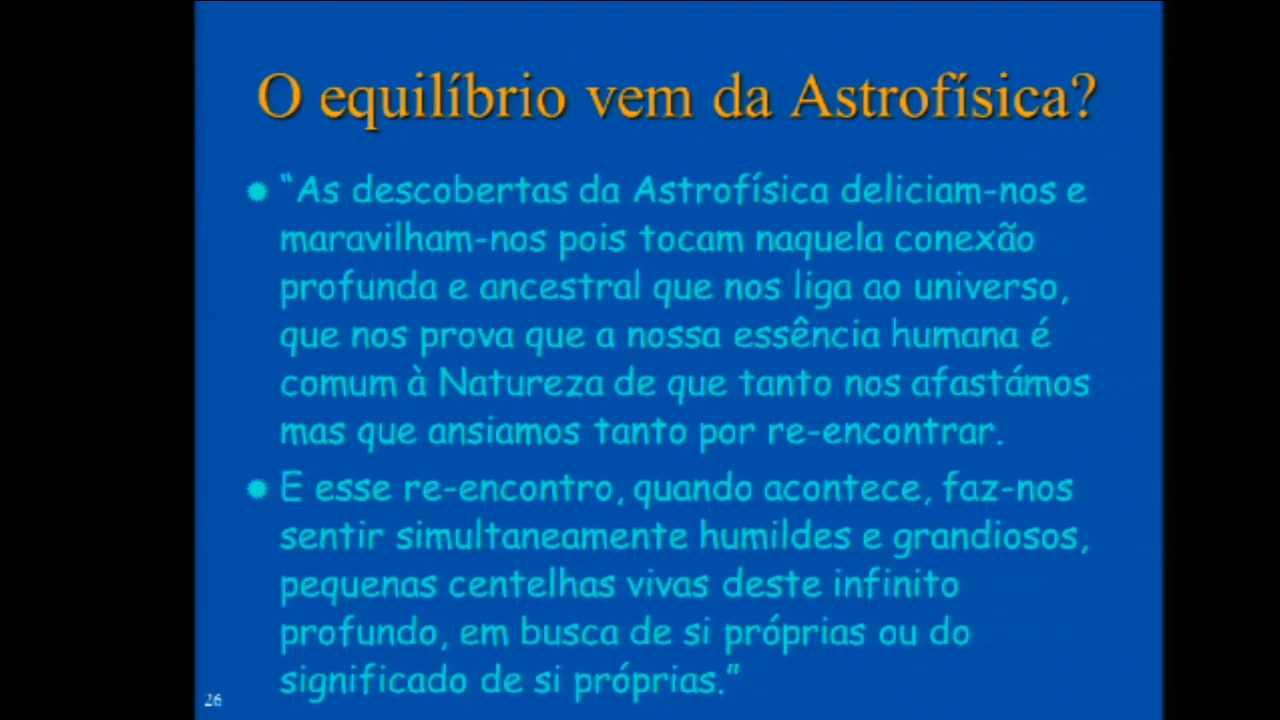 O equilíbrio vem da Astrofísica?
“As descobertas da Astrofísica deliciam-nos e
maravilham-nos pois tocam naquela conexão
profunda e ancestral que nos liga ao universo,
que nos prova que a nossa essência humana é
comum à Natureza de que tanto nos afastámos
mas que ansiamos tanto por re-encontrar.
E esse re-encontro, quando acontece, faz-nos
sentir simultaneamente humildes e grandiosos,
pequenas centelhas vivas deste infinito
profundo, em busca de si próprias ou do
significado de si próprias.”
26